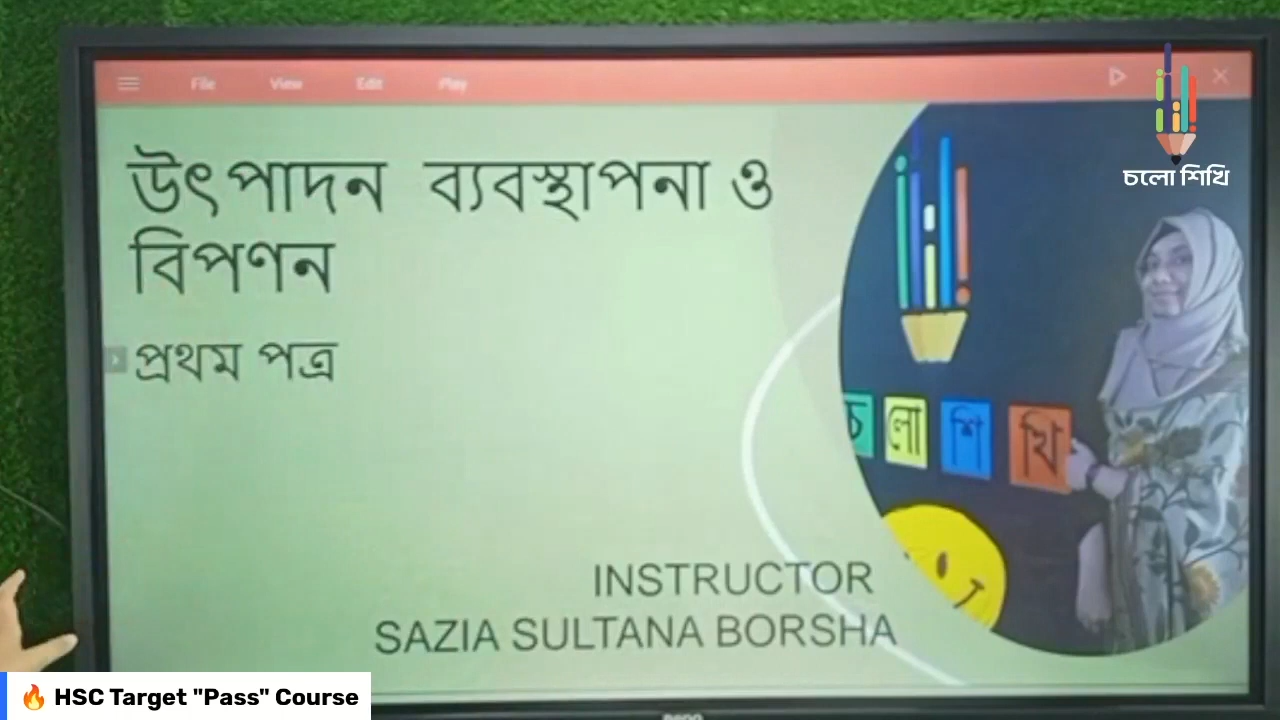 File View Edit Play
চলো শিখি
উৎপাদন ব্যবস্থাপনা ও
বিপণন
প্রথম পত্র
চ লো শি খি
INSTRUCTOR
SAZIA SULTANA BORSHA
🔥 HSC Target "Pass" Course